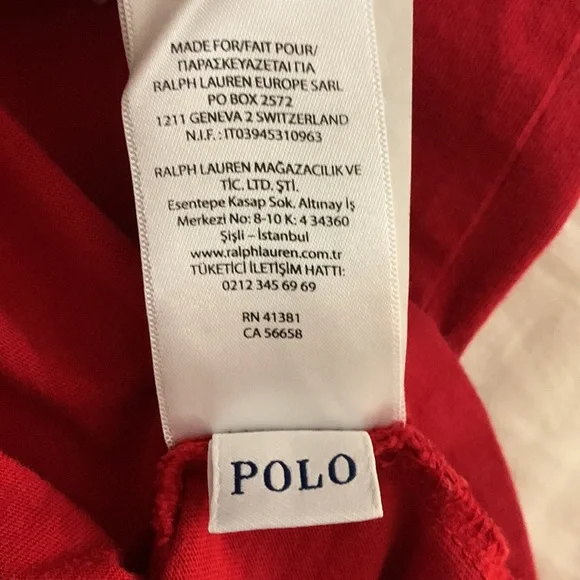 MADE FOR/FAIT POUR/
ΠΑΡΑΣΚΕΥΑΖΕΤΑΙ ΓΙΑ
RALPH LAUREN EUROPE SARL
PO BOX 2572
1211 GENEVA 2 SWITZERLAND
N.I.F. :IT03945310963
RALPH LAUREN MAĞAZACILIK VE
TİC. LTD. ŞTİ.
Esentepe Kasap Sok. Altınay İş
Merkezi No: 8-10 K: 4 34360
Şişli – İstanbul
www.ralphlauren.com.tr
TÜKETİCİ İLETİŞİM HATTI:
0212 345 69 69
RN 41381
CA 56658
POLO